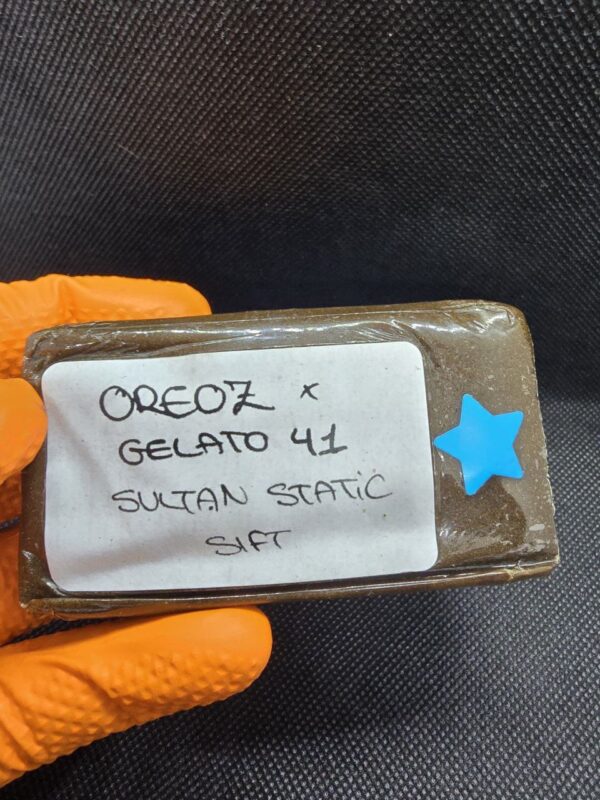 OREOZ x
GELATO 41
SULTAN STATIC
SIFT